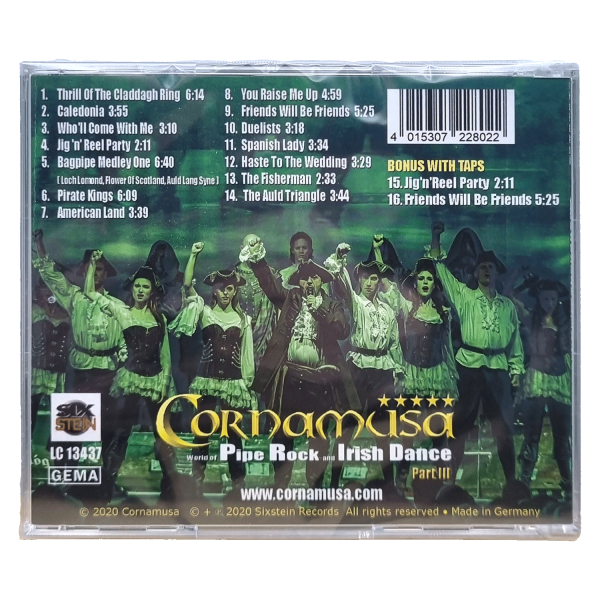 1. Thrill Of The Claddagh Ring 6:14
2. Caledonia 3:55
3. Who'll Come With Me 3:10
4. Jig 'n' Reel Party 2:11
5. Bagpipe Medley One 6:40
[ Loch Lomond, Flower Of Scotland, Auld Lang Syne ]
6. Pirate Kings 6:09
7. American Land 3:39
8. You Raise Me Up 4:59
9. Friends Will Be Friends 5:25
10. Duelists 3:18
11. Spanish Lady 3:34
12. Haste To The Wedding 3:29
13. The Fisherman 2:33
14. The Auld Triangle 3:44
4 015307 228022
BONUS WITH TAPS
15. Jig'n'Reel Party 2:11
16. Friends Will Be Friends 5:25
SIX
STEIN
LC 13437
GEMA
CORNAMUSA
World of Pipe Rock and Irish Dance
Part III
www.cornamusa.com
© 2020 Cornamusa © + ℗ 2020 Sixstein Records All rights reserved • Made in Germany